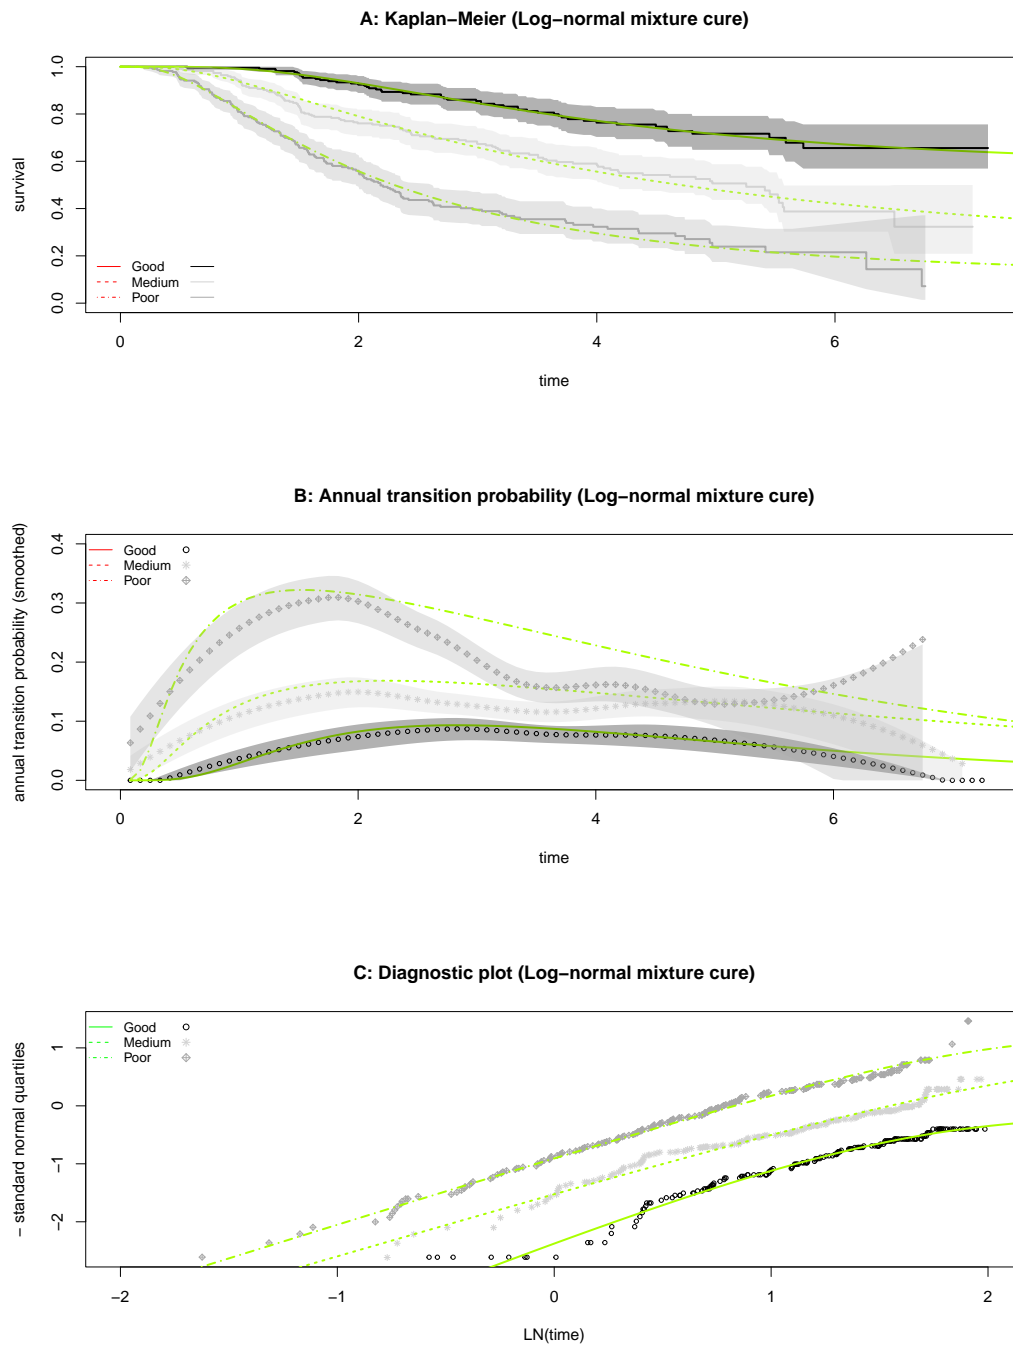 A: Kaplan−Meier (Log−normal mixture cure)
survival
1.0
0.8
0.6
0.4
0.2
0.0
Good
Medium
Poor
0 2 4 6
time
B: Annual transition probability (Log−normal mixture cure)
annual transition probability (smoothed)
0.4
0.3
0.2
0.1
0.0
Good
Medium
Poor
0 2 4 6
time
C: Diagnostic plot (Log−normal mixture cure)
− standard normal quartiles
1
0
−1
−2
Good
Medium
Poor
−2 −1 0 1 2
LN(time)